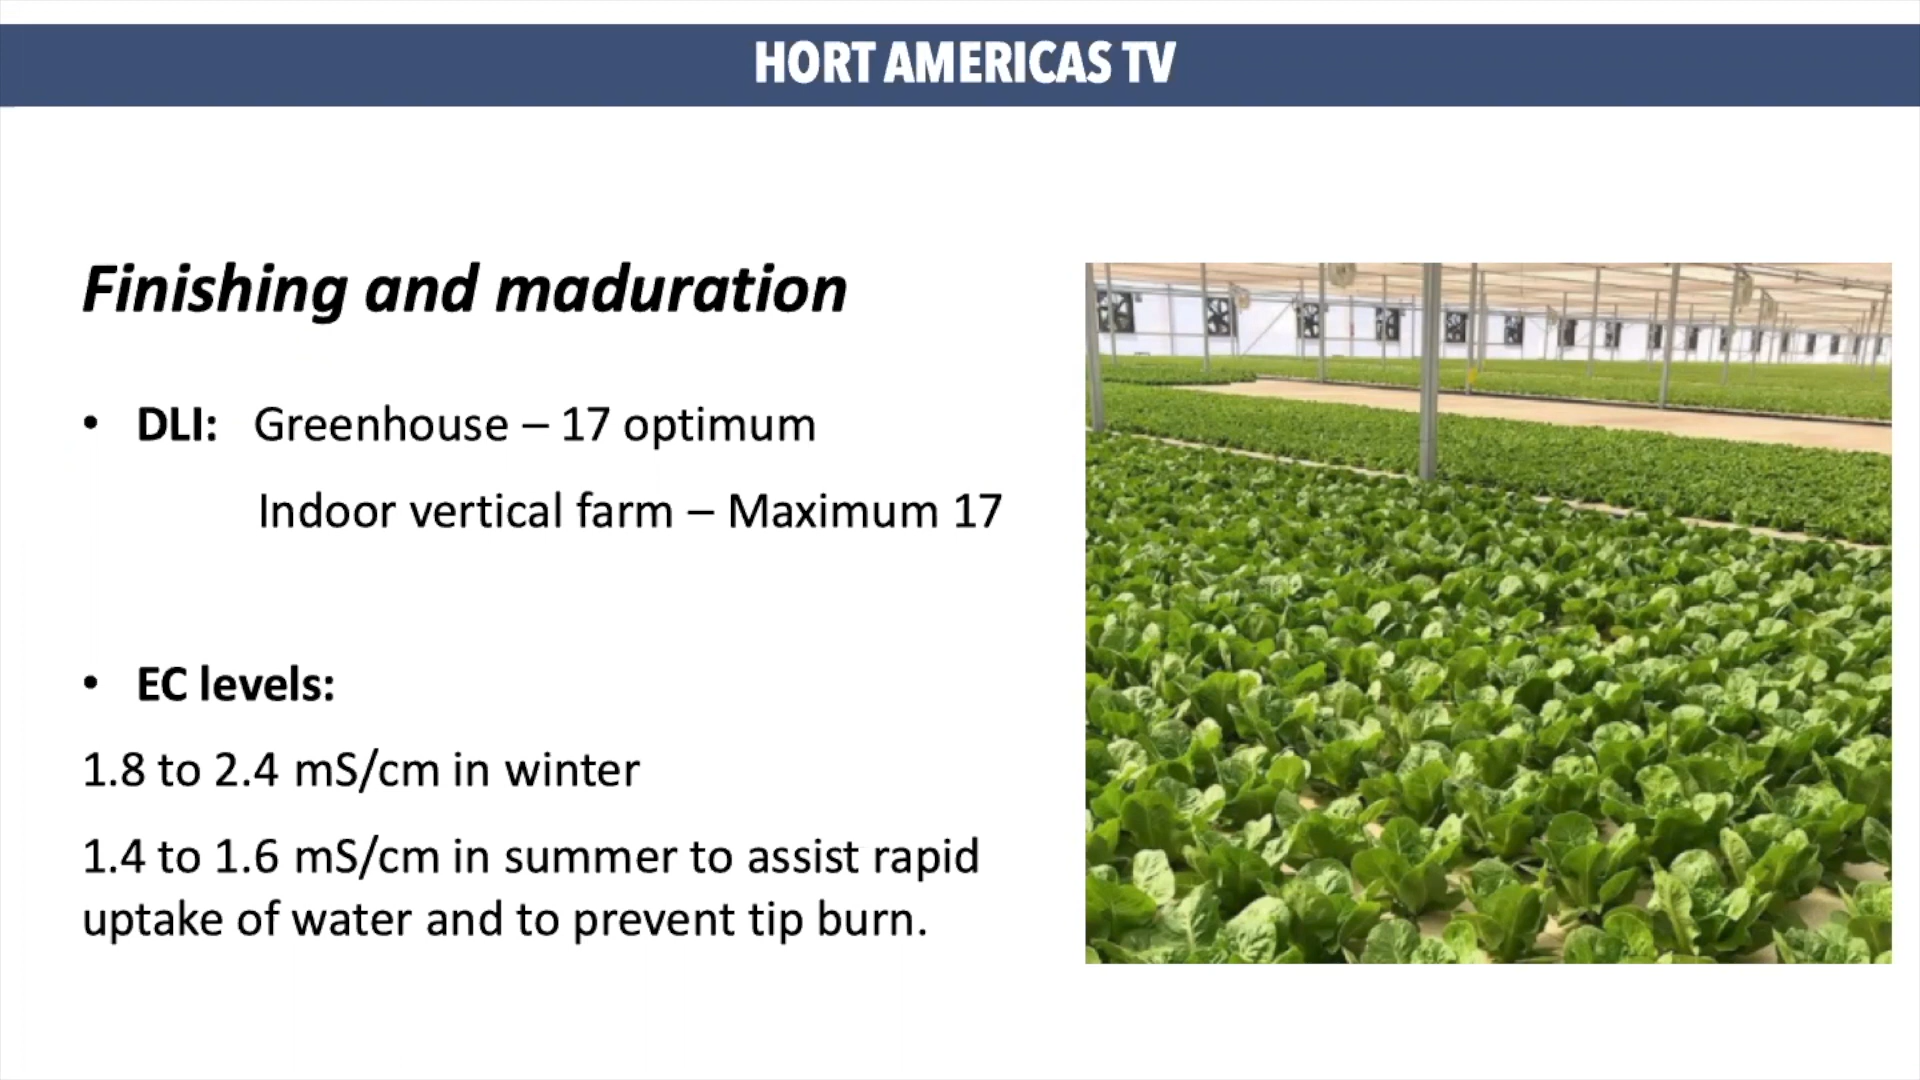 HORT AMERICAS TV
Finishing and maduration
• DLI: Greenhouse – 17 optimum
Indoor vertical farm – Maximum 17
• EC levels:
1.8 to 2.4 mS/cm in winter
1.4 to 1.6 mS/cm in summer to assist rapid
uptake of water and to prevent tip burn.